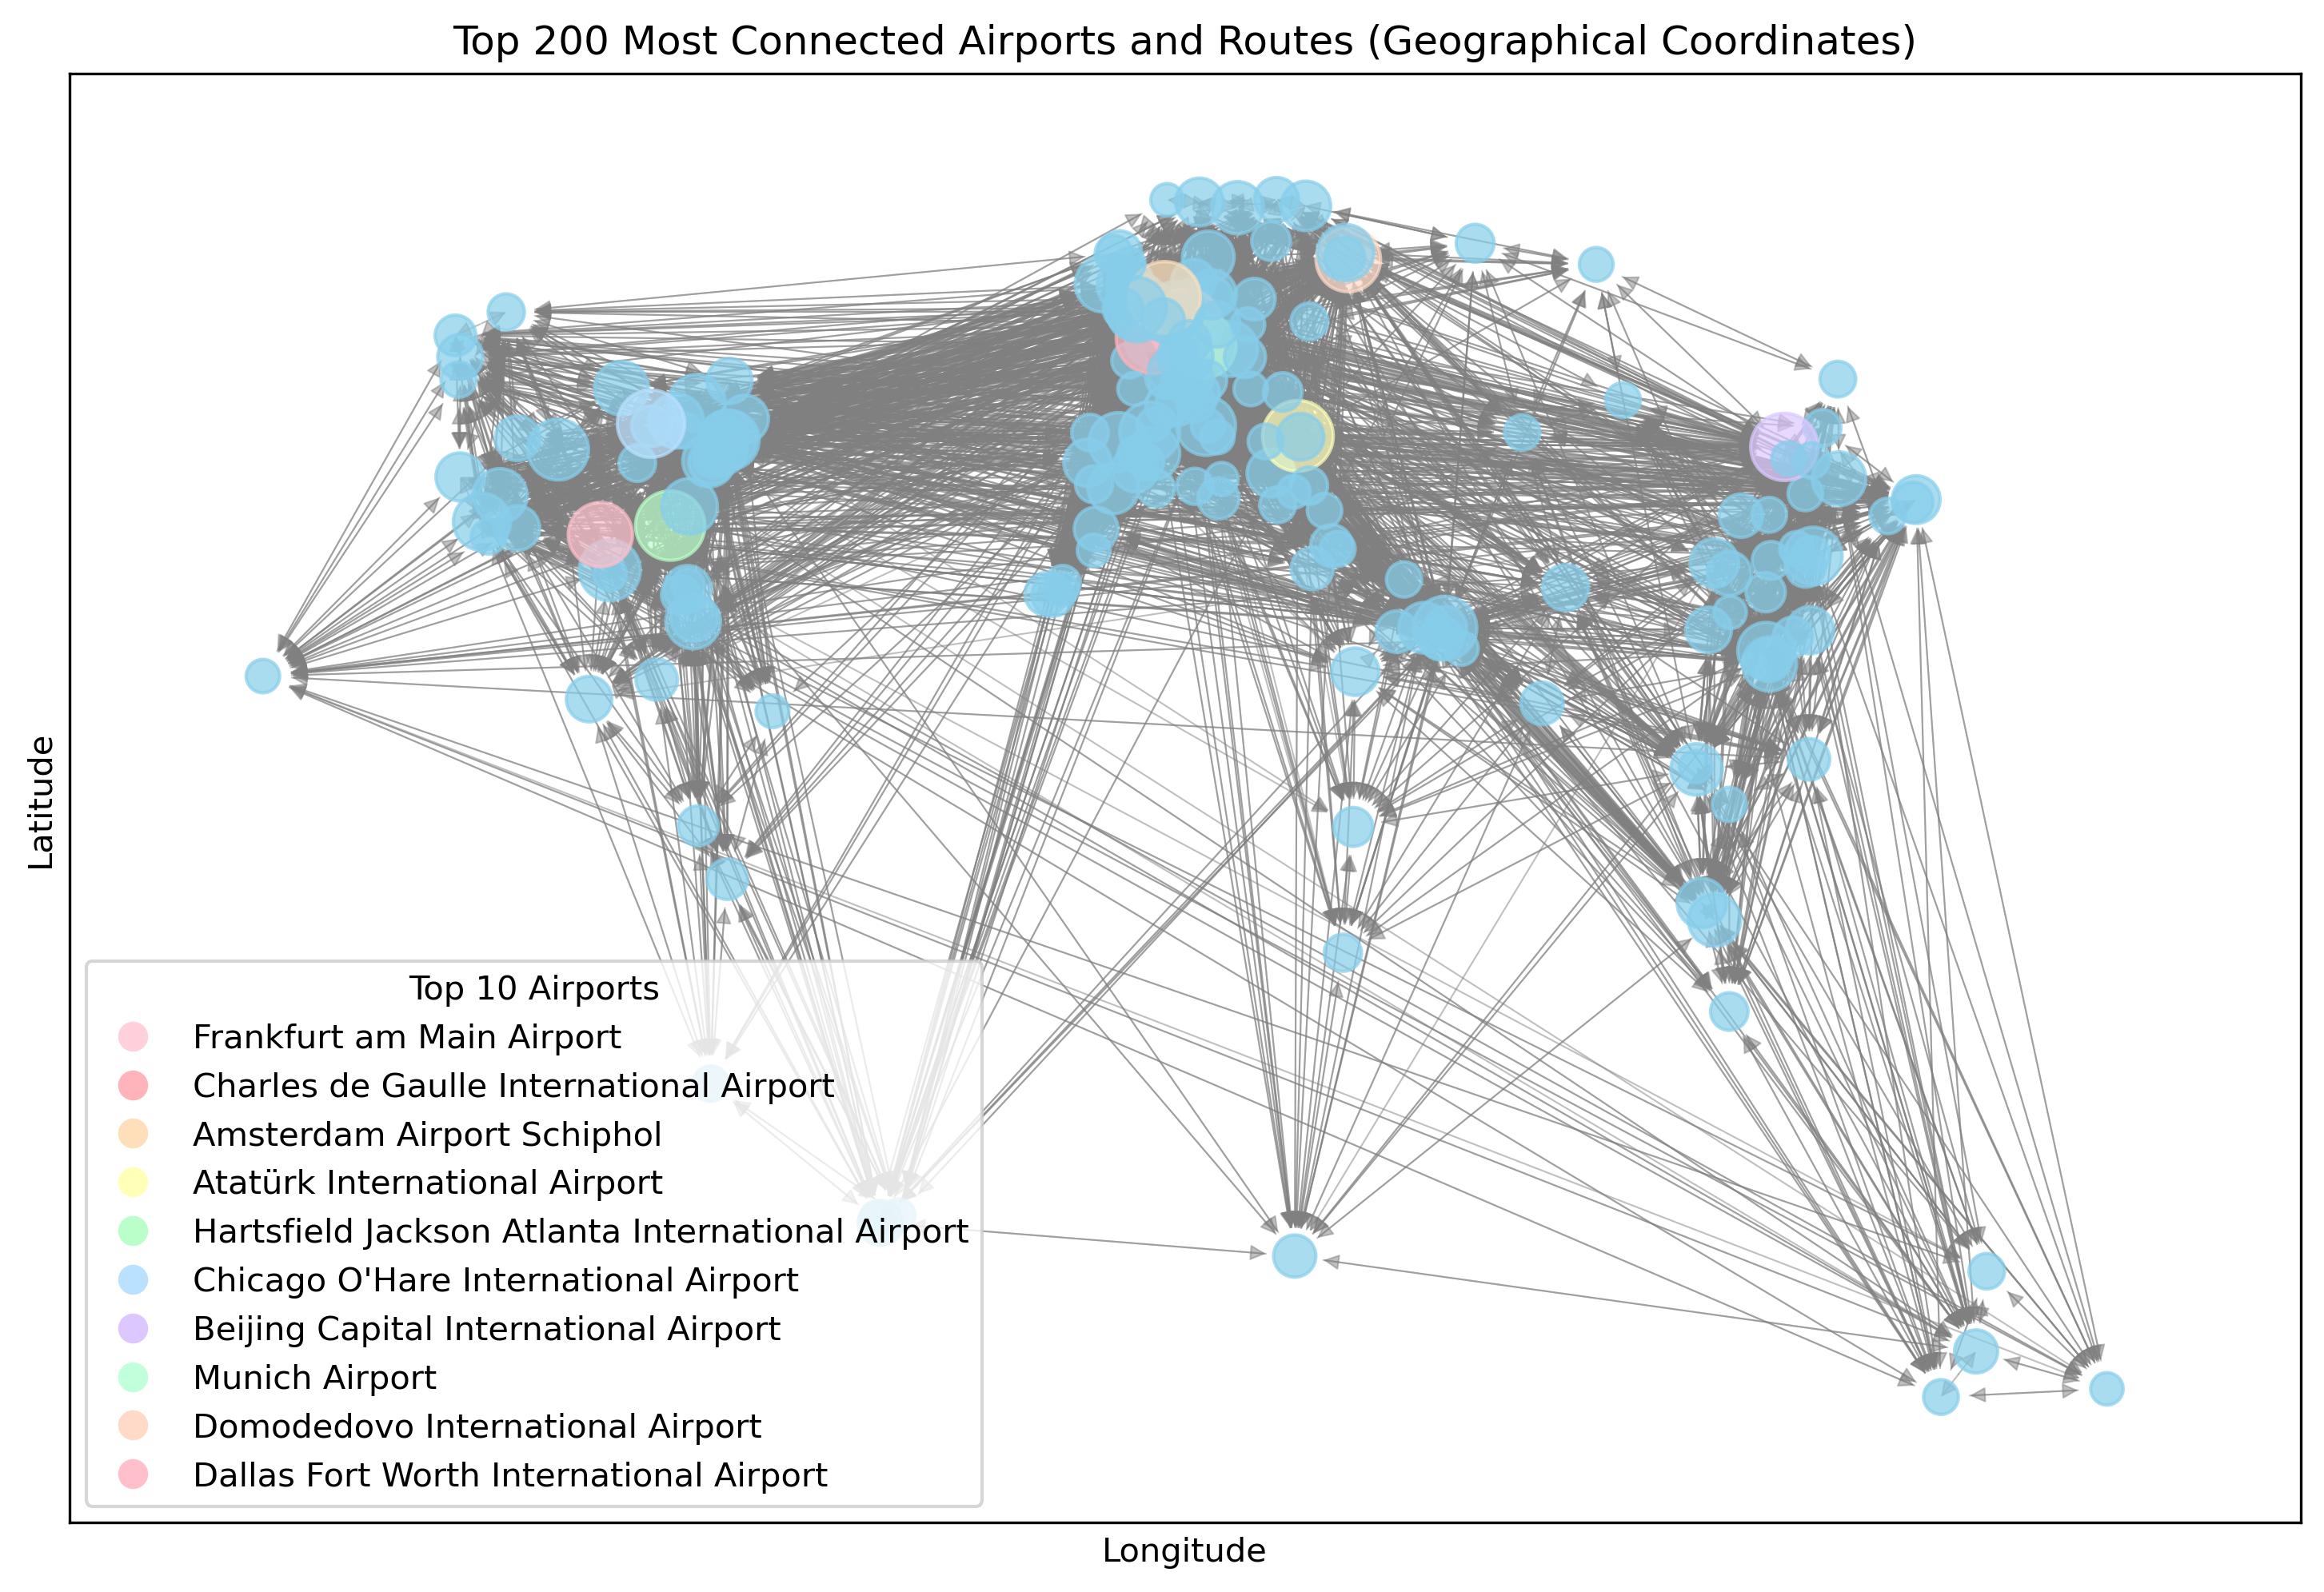 Top 200 Most Connected Airports and Routes (Geographical Coordinates)
Latitude
Top 10 Airports
Frankfurt am Main Airport
Charles de Gaulle International Airport
Amsterdam Airport Schiphol
Atatürk International Airport
Hartsfield Jackson Atlanta International Airport
Chicago O'Hare International Airport
Beijing Capital International Airport
Munich Airport
Domodedovo International Airport
Dallas Fort Worth International Airport
Longitude